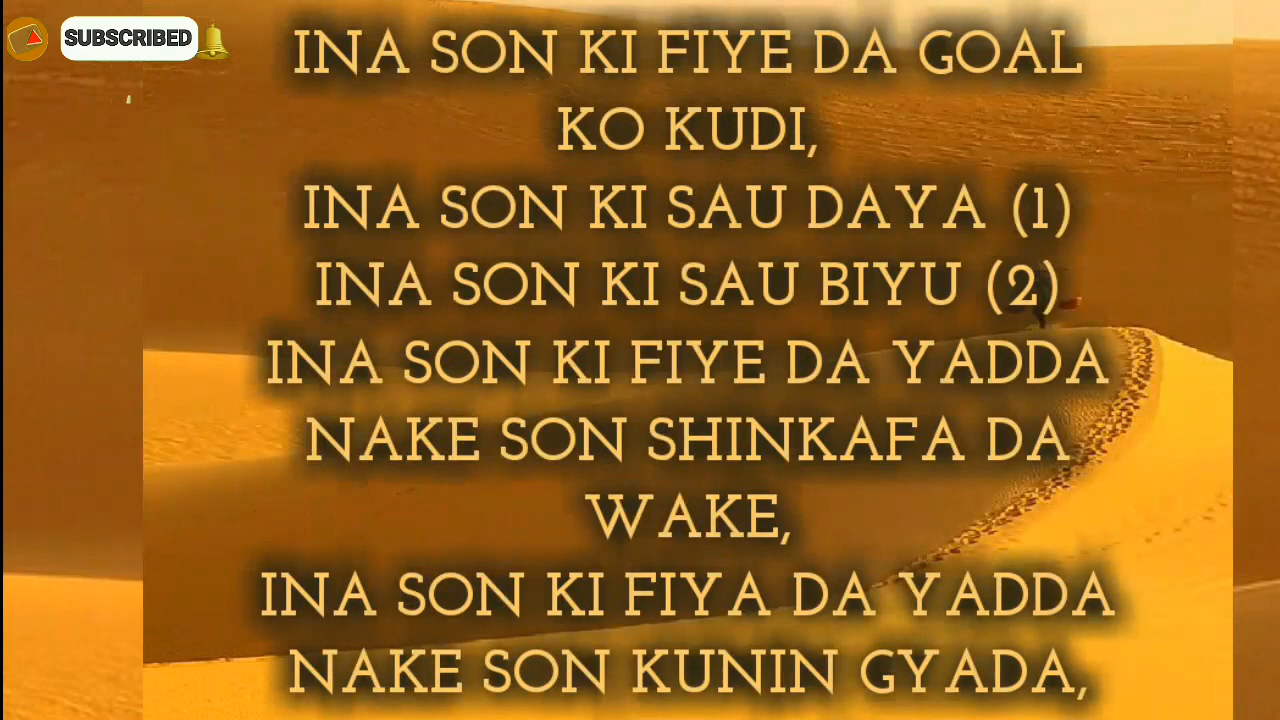 SUBSCRIBED
INA SON KI FIYE DA GOAL
KO KUDI,
INA SON KI SAU DAYA (1)
INA SON KI SAU BIYU (2)
INA SON KI FIYE DA YADDA
NAKE SON SHINKAFA DA
WAKE,
INA SON KI FIYA DA YADDA
NAKE SON KUNIN GYADA,